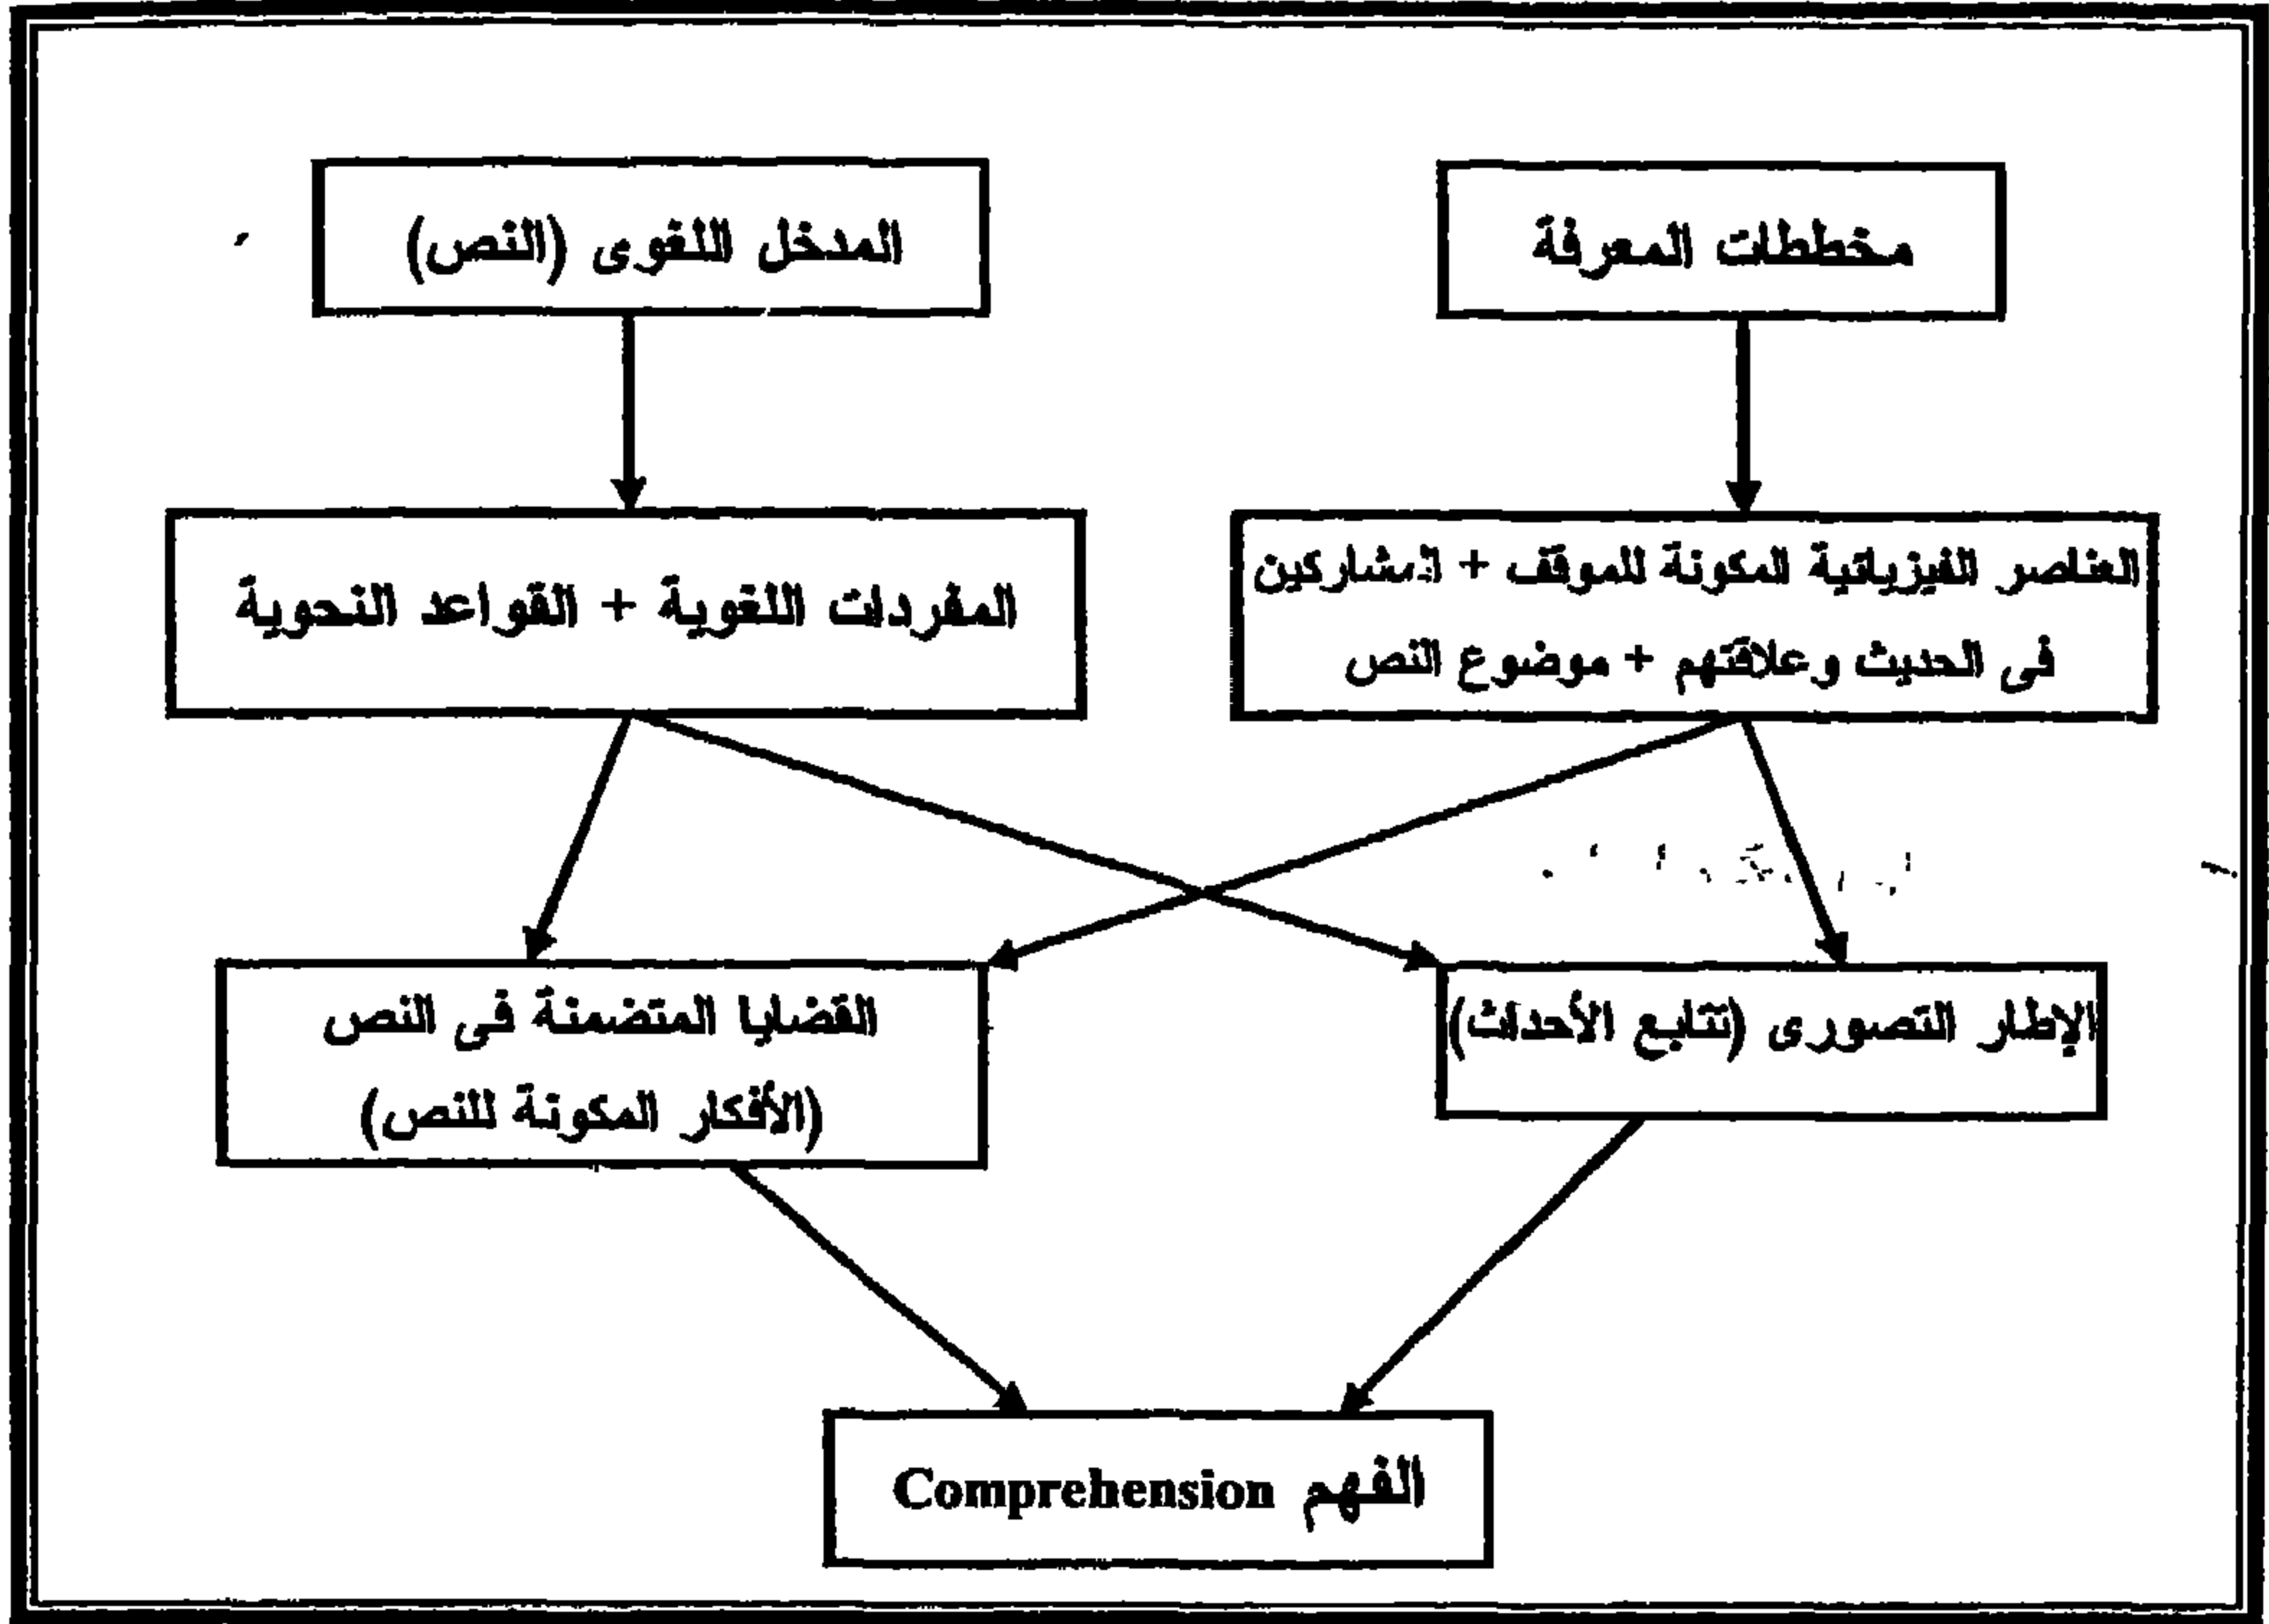 مخططات المعرفة
المدخل اللغوى (النص)
العناصر الفيزيائية المكونة للموقف + المشاركين
فى الحديث وعلاقتهم + موضوع النص
المفردات اللغوية + القواعد النحوية
الإطار التصورى (تتابع الأحداث)
القضايا المتضمنة فى النص
(الأفكار المكونة للنص)
الفهم Comprehension